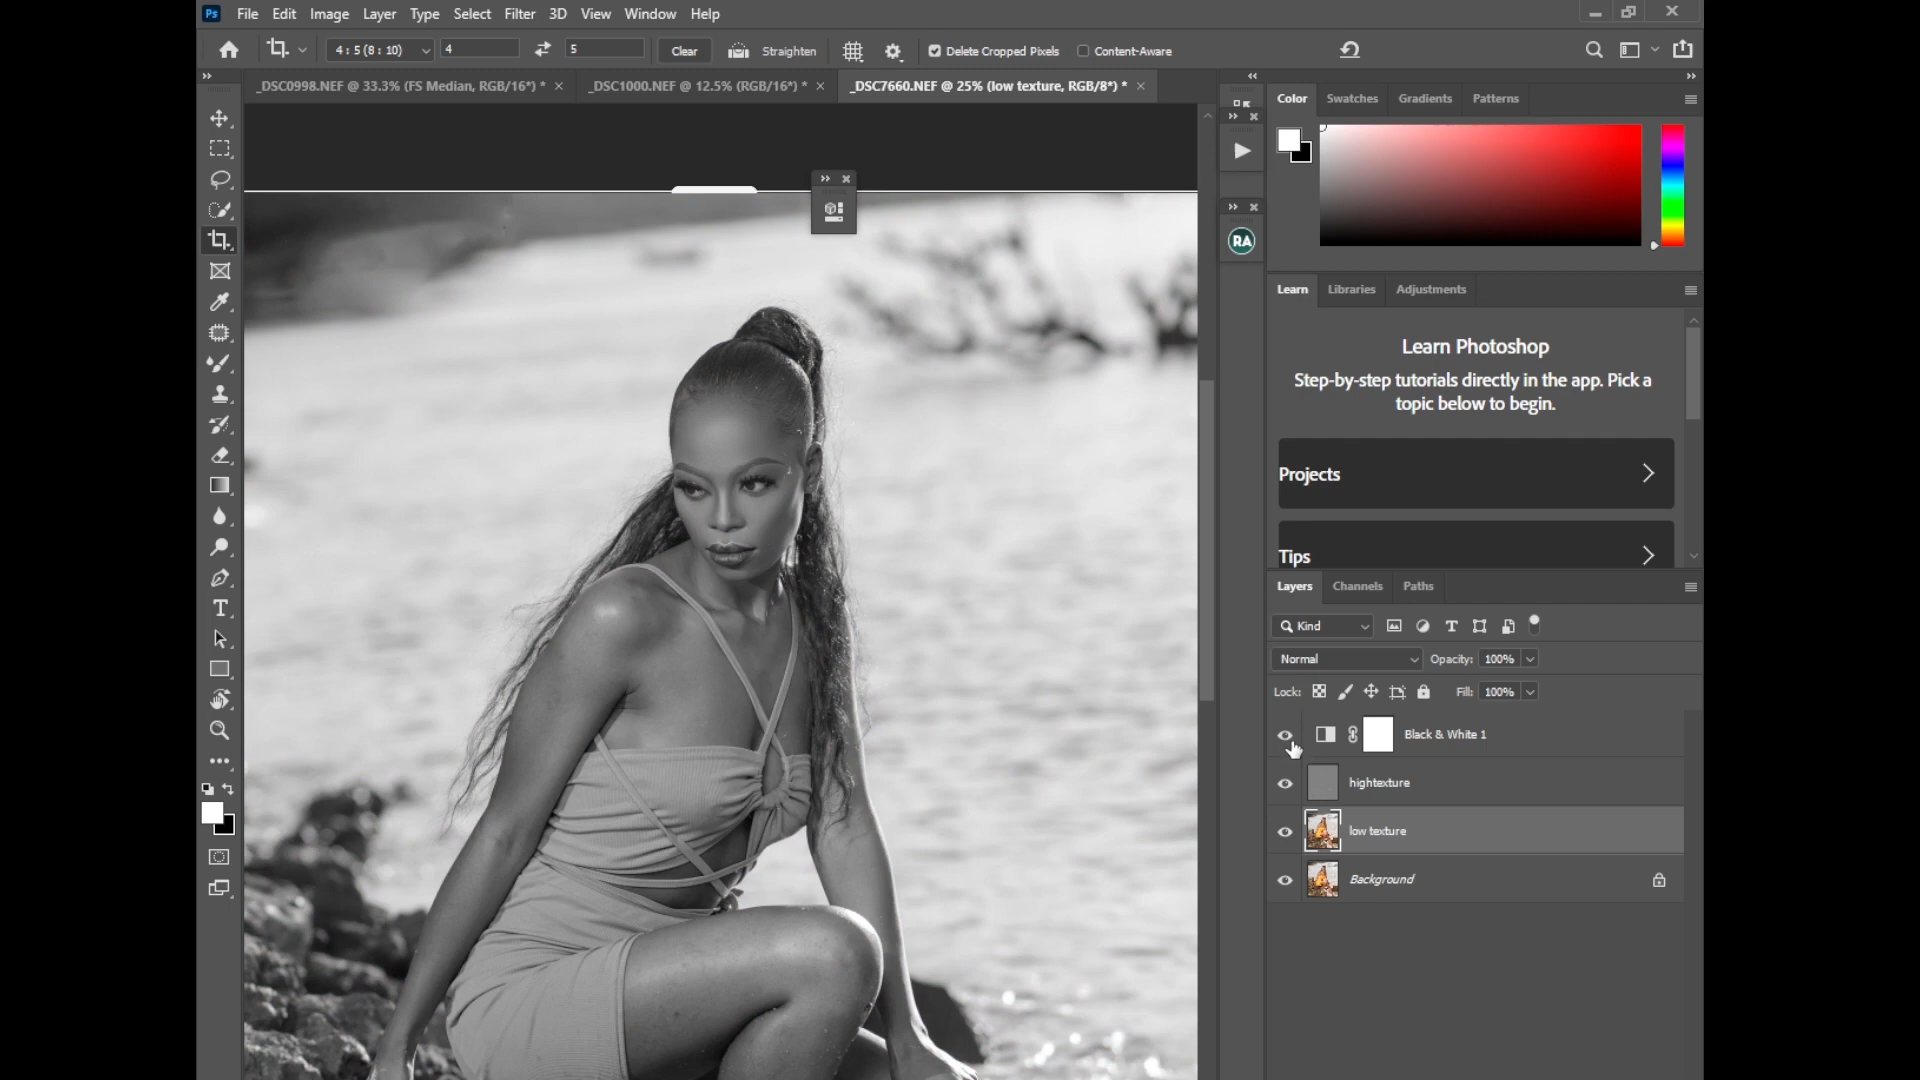 Ps File Edit Image Layer Type Select Filter 3D View Window Help
4 : 5 (8 : 10) 4 5 Clear Straighten Delete Cropped Pixels Content-Aware
_DSC0998.NEF @ 33.3% (FS Median, RGB/16*) * _DSC1000.NEF @ 12.5% (RGB/16*) * _DSC7660.NEF @ 25% (low texture, RGB/8*) *
Color Swatches Gradients Patterns
RA
Learn Libraries Adjustments
Learn Photoshop
Step-by-step tutorials directly in the app. Pick a
topic below to begin.
Projects
Tips
Layers Channels Paths
Kind
Normal Opacity: 100%
Lock: Fill: 100%
Black & White 1
hightexture
low texture
Background